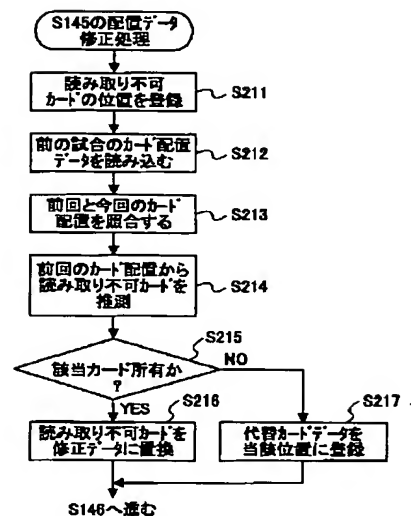 S145の配置データ
修正処理
読み取り不可
カードの位置を登録
S211
前の試合のカード配置
データを読み込む
S212
前回と今回のカード
配置を照合する
S213
前回のカード配置から
読み取り不可カードを
推測
S214
S215
該当カード所有か
?
NO
YES
S216
読み取り不可カードを
修正データに置換
S217
代替カードデータを
当該位置に登録
S146へ進む